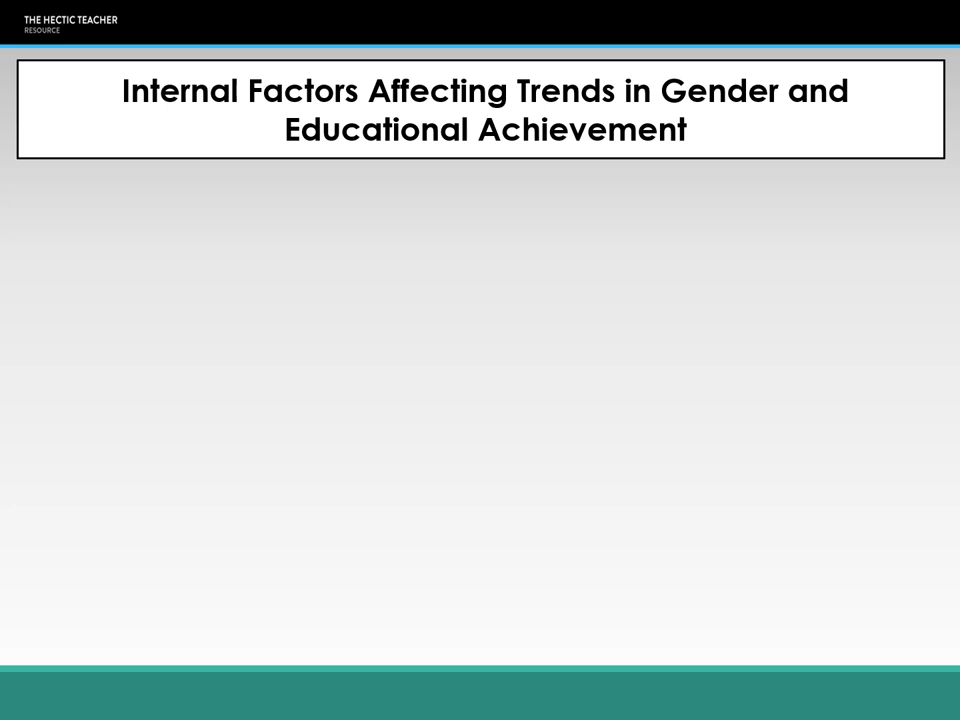 THE HECTIC TEACHER
RESOURCE
Internal Factors Affecting Trends in Gender and
Educational Achievement